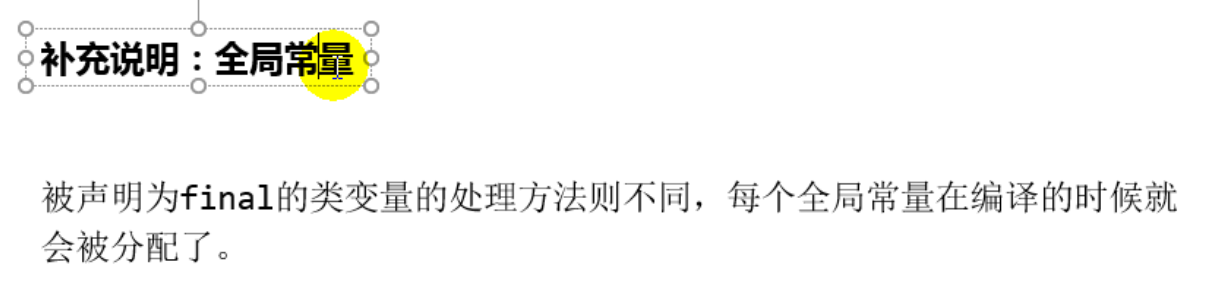 补充说明：全局常量
被声明为final的类变量的处理方法则不同，每个全局常量在编译的时候就
会被分配了。